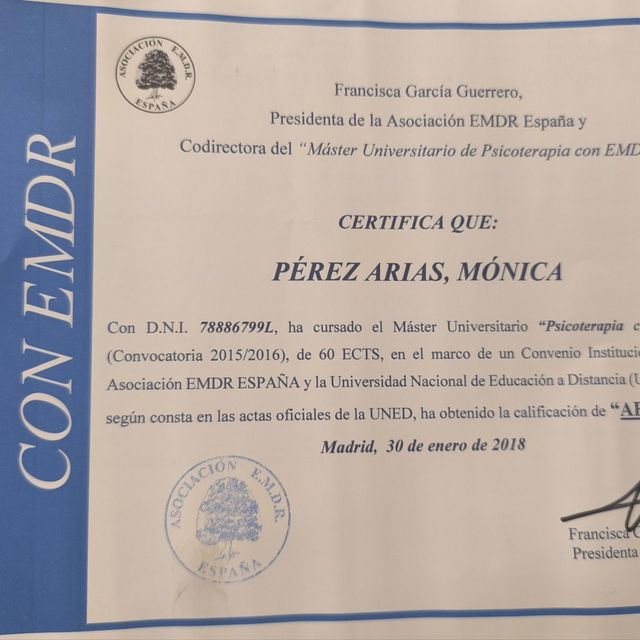 CON EMDR
ASOCIACIÓN E.M.D.R.
ESPAÑA
Francisca García Guerrero,
Presidenta de la Asociación EMDR España y
Codirectora del “Máster Universitario de Psicoterapia con EMD
CERTIFICA QUE:
PÉREZ ARIAS, MÓNICA
Con D.N.I. 78886799L, ha cursado el Máster Universitario “Psicoterapia c
(Convocatoria 2015/2016), de 60 ECTS, en el marco de un Convenio Institucio
Asociación EMDR ESPAÑA y la Universidad Nacional de Educación a Distancia (U
según consta en las actas oficiales de la UNED, ha obtenido la calificación de “
Madrid, 30 de enero de 2018
ASOCIACIÓN E.M.D.R.
ESPAÑA
Francisca G
Presidenta